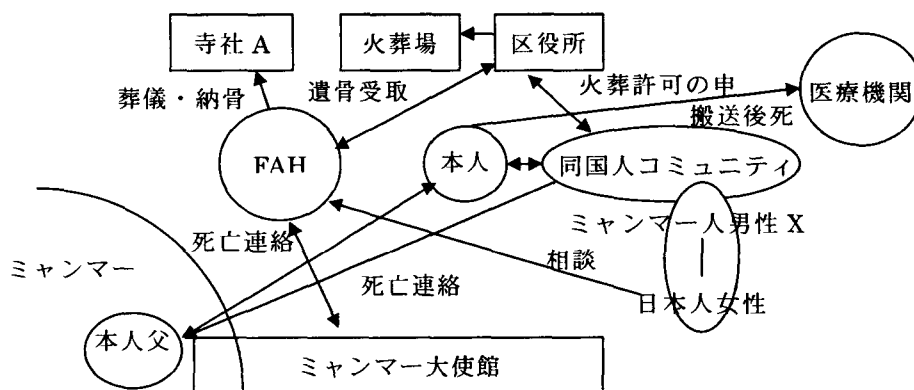 寺社 A
火葬場
区役所
葬儀・納骨
遺骨受取
火葬許可の申
医療機関
搬送後死
FAH
本人
同国人コミュニティ
ミャンマー人男性 X
死亡連絡
相談
ミャンマー
死亡連絡
日本人女性
本人父
ミャンマー大使館